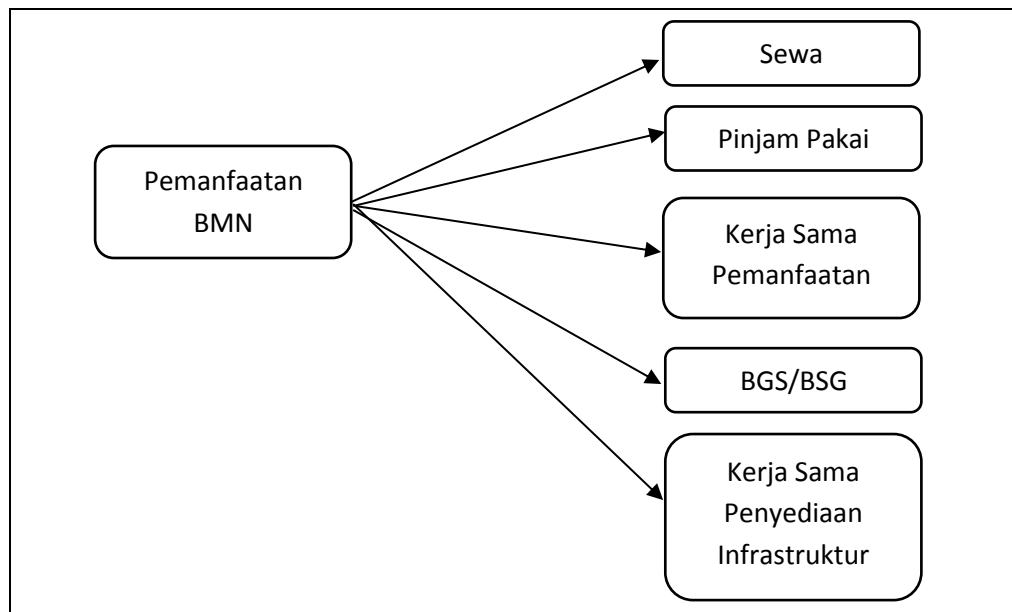 Pemanfaatan
BMN
Sewa
Pinjam Pakai
Kerja Sama
Pemanfaatan
BGS/BSG
Kerja Sama
Penyediaan
Infrastruktur